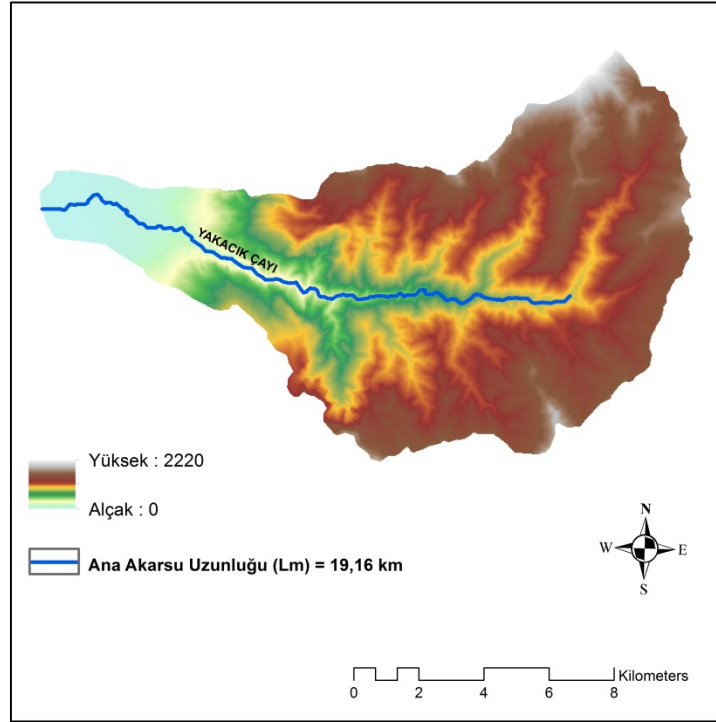 YAKACIK ÇAYI
Yüksek : 2220
Alçak : 0
Ana Akarsu Uzunluğu (Lm) = 19,16 km
N
W E
S
Kilometers
0 2 4 6 8